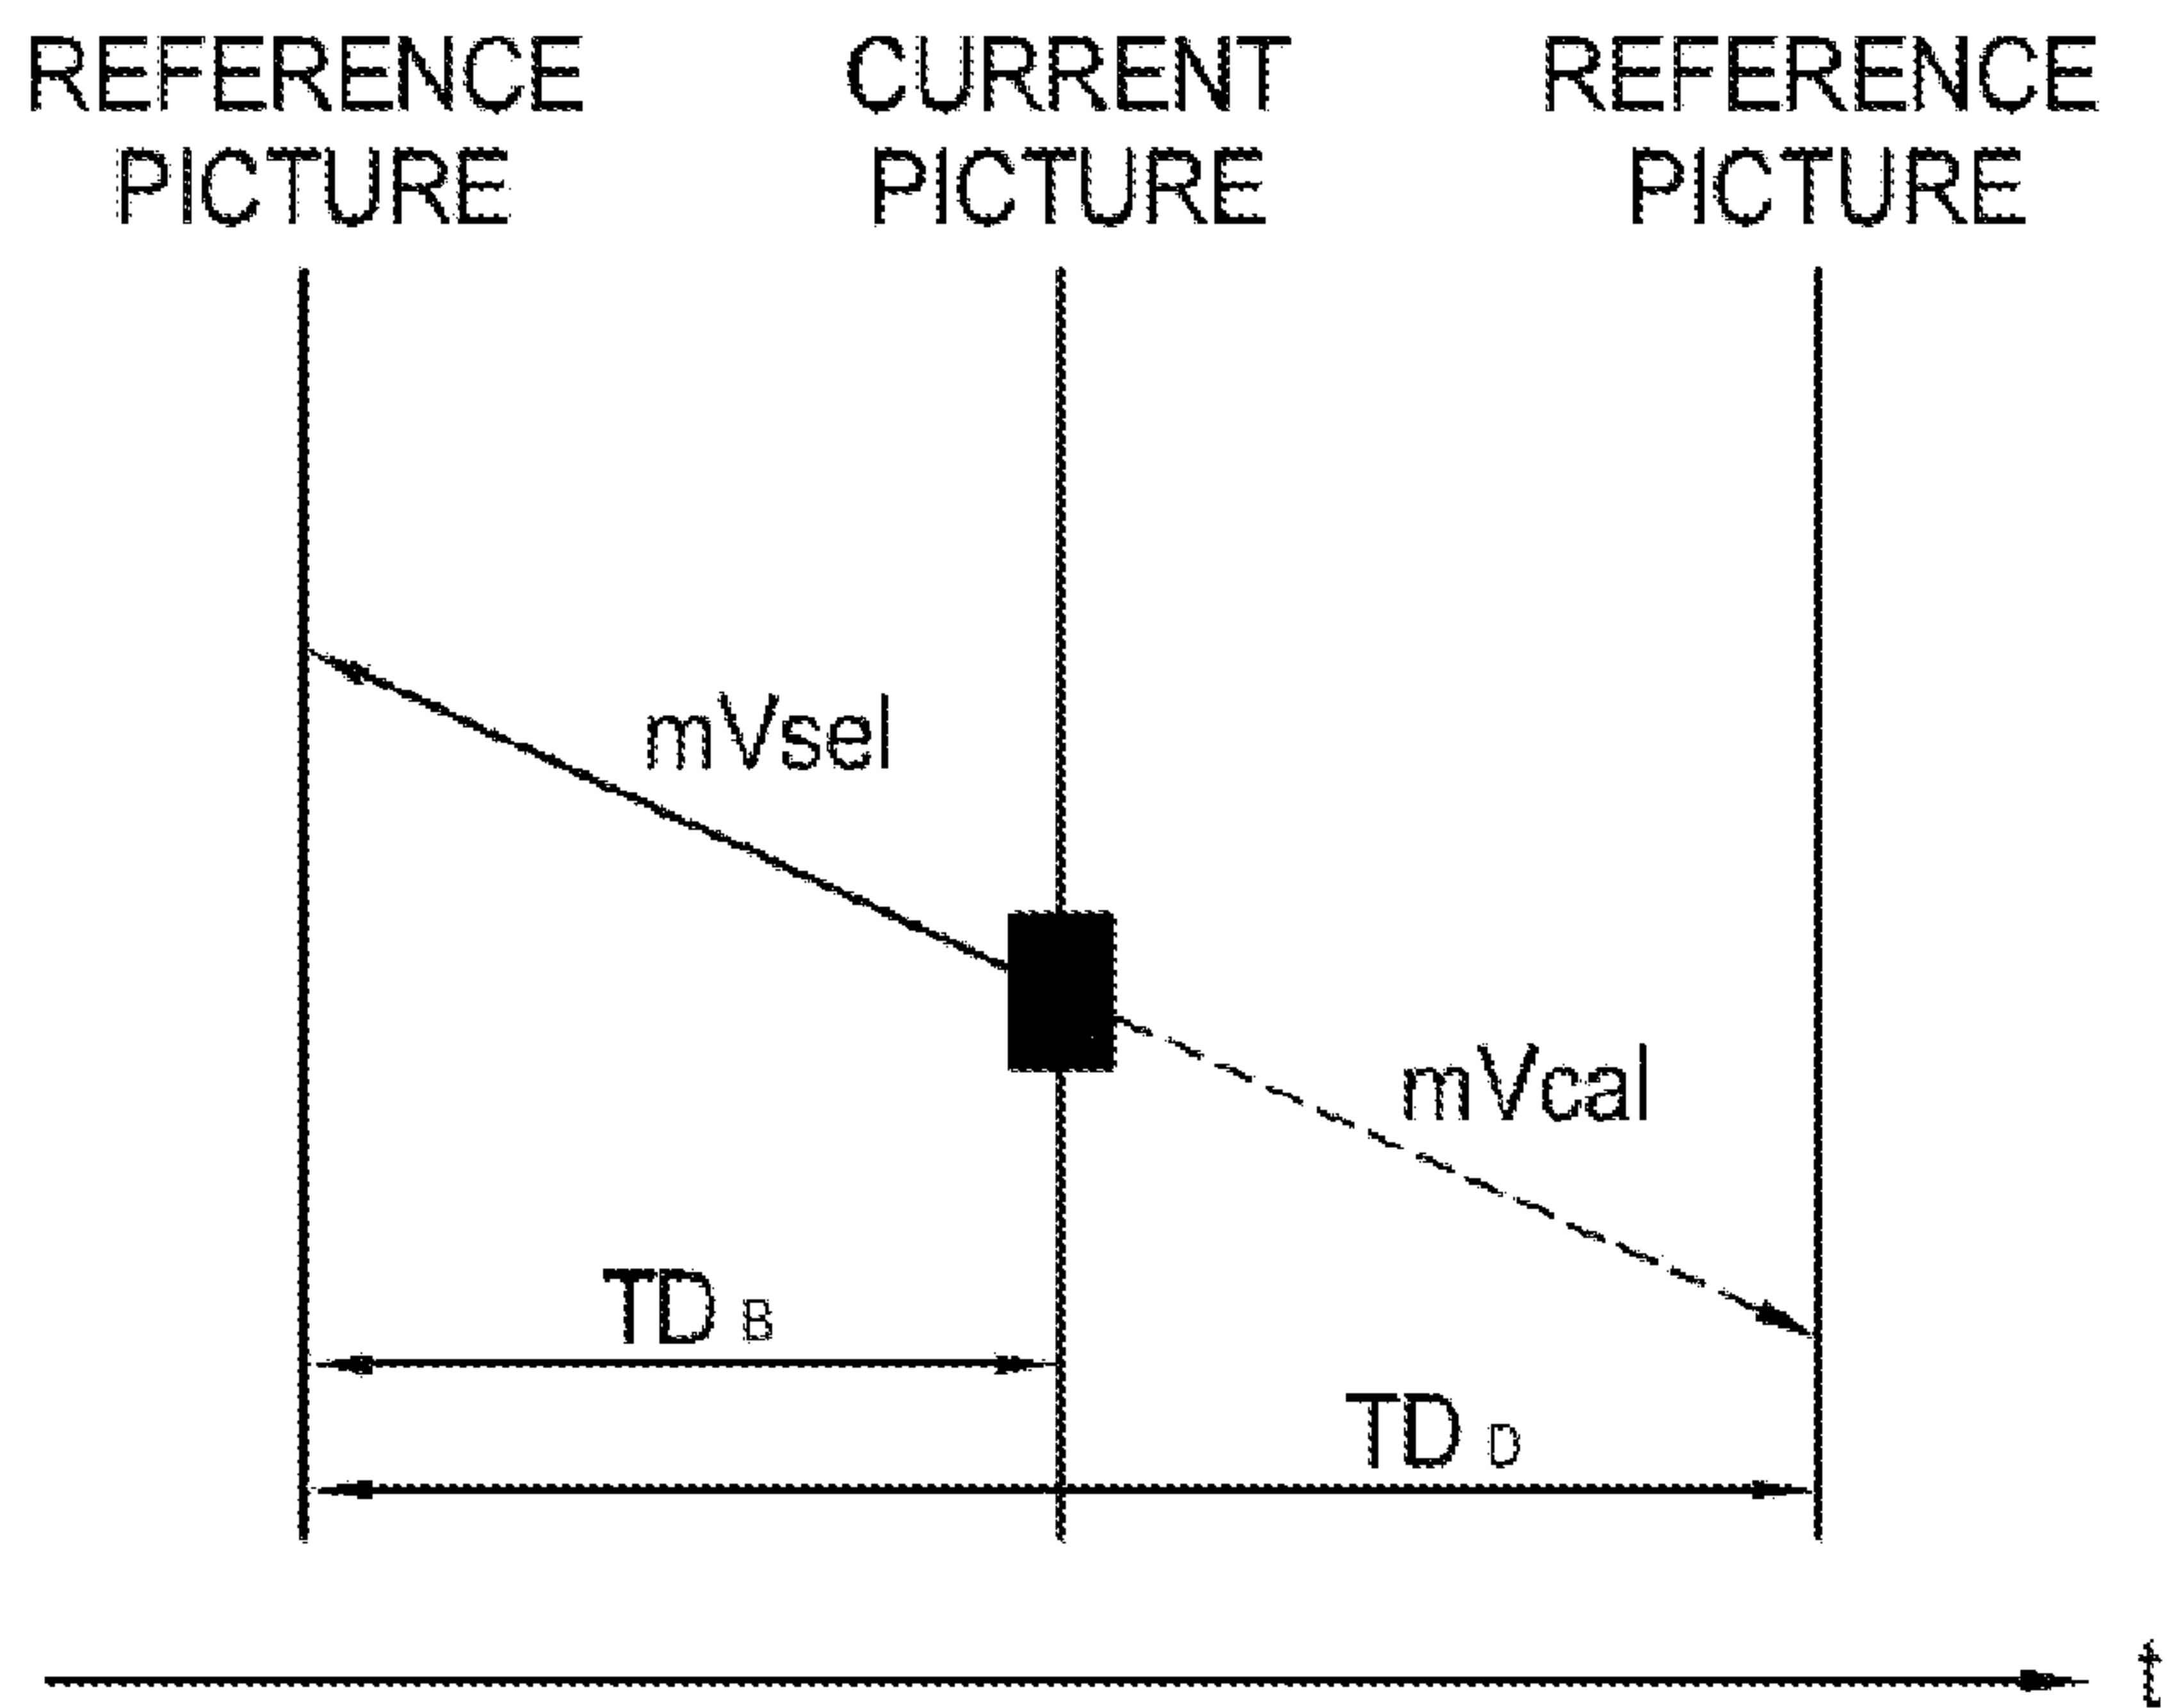 REFERENCE PICTURE
CURRENT PICTURE
REFERENCE PICTURE
mVsel
mVcal
TD B
TD D
t